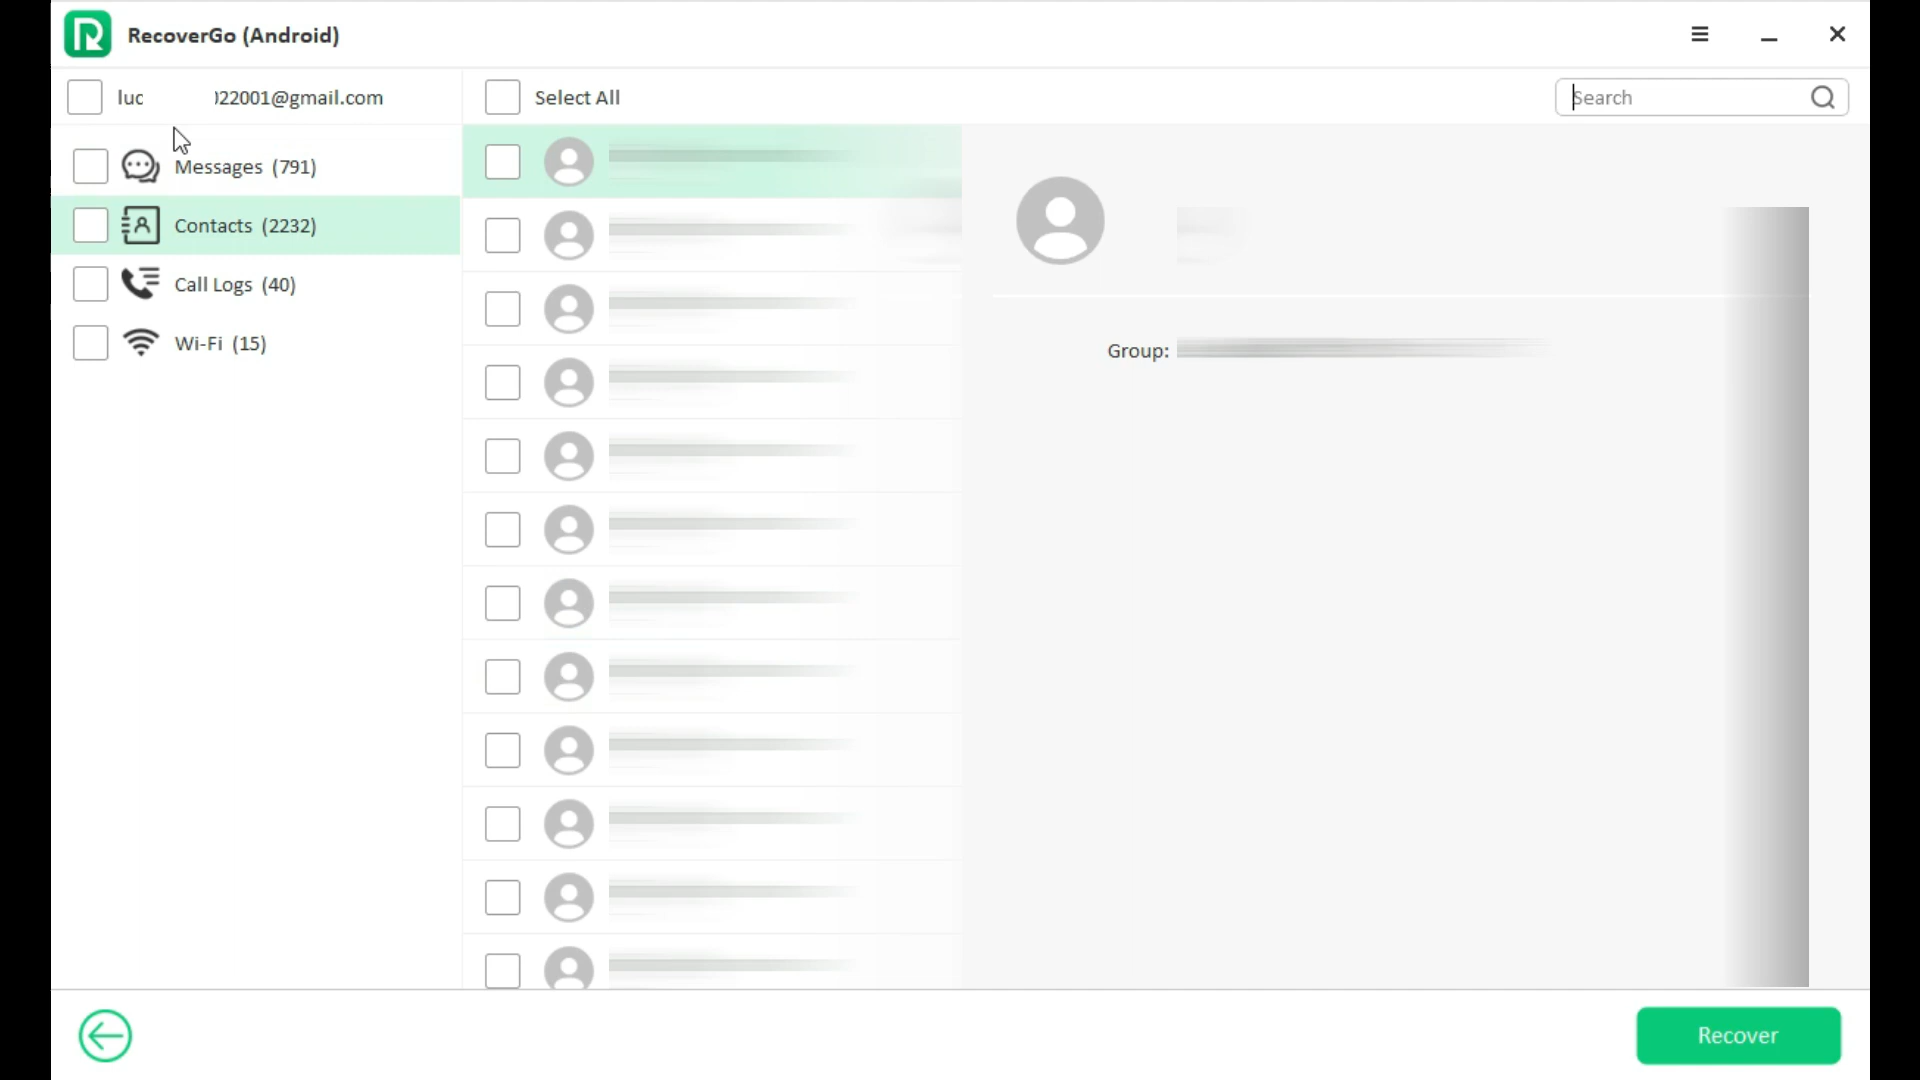 RecoverGo (Android)
luc 022001@gmail.com
Select All
Search
Messages (791)
Contacts (2232)
Call Logs (40)
Wi-Fi (15)
Group:
Recover